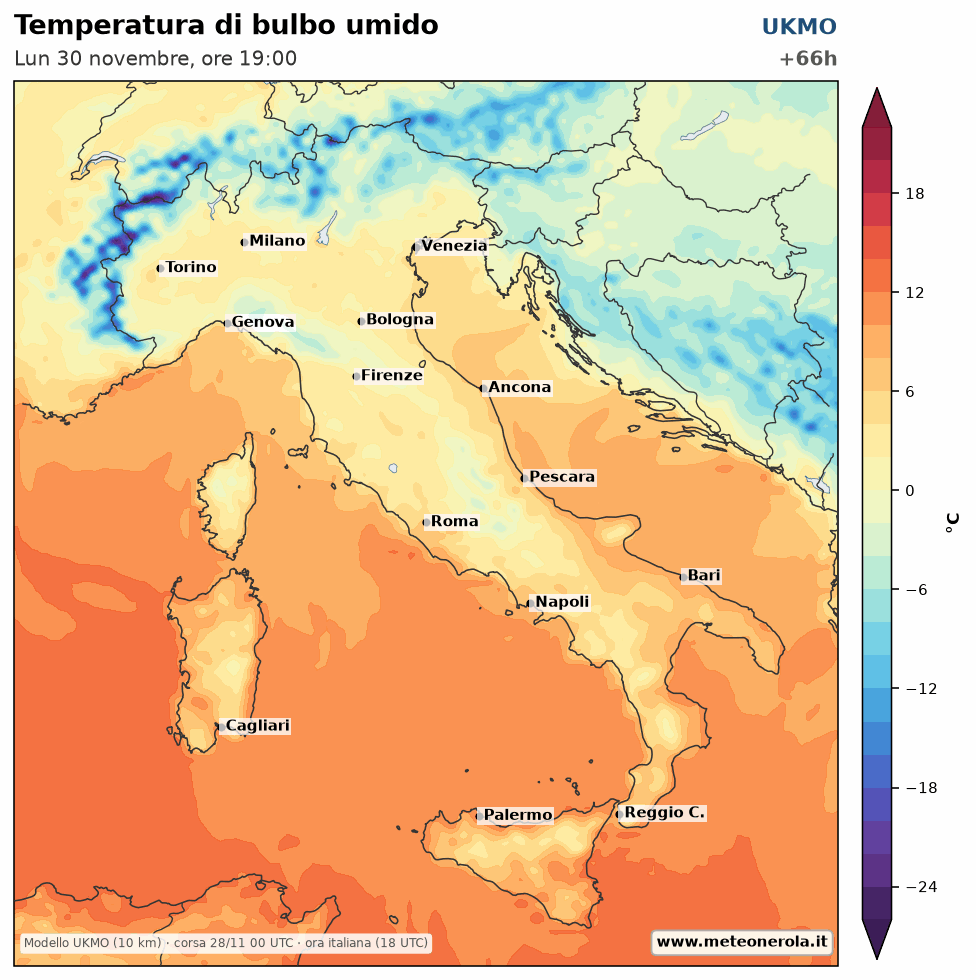 Temperatura di bulbo umido
UKMO
Lun 30 novembre, ore 19:00
+66h
Milano
Venezia
Torino
Genova
Bologna
Firenze
Ancona
Pescara
Roma
Bari
Napoli
Cagliari
Palermo
Reggio C.
18
12
6
0
−6
−12
−18
−24
°C
Modello UKMO (10 km) · corsa 28/11 00 UTC · ora italiana (18 UTC)
www.meteonerola.it